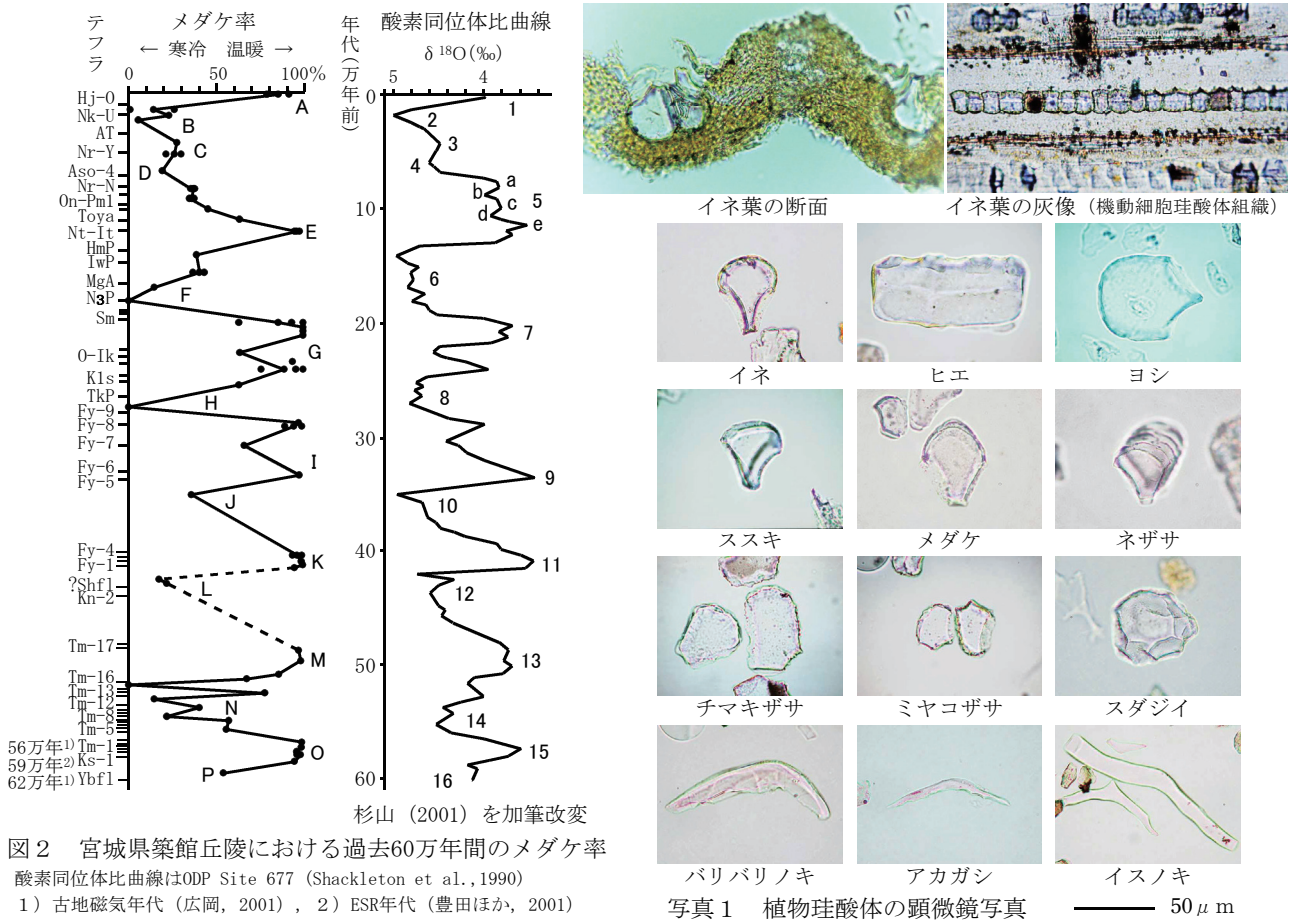 メダケ率
← 寒冷 温暖 →
0 40 100%
テフラ
Hj-O
Nk-U
AT
Nr-Y
Aso-4
Nr-N
On-Pm1
Toya
Nt-It
HmP
IwP
MgA
N3P
Sm
O-Ik
K1s
TkP
Fy-9
Fy-8
Fy-7
Fy-6
Fy-5
Fy-4
Fy-1
?Shfl
Kn-2
Tm-17
Tm-16
Tm-13
Tm-12
Tm-8
Tm-5
56万年1) Tm-1
59万年2) Ks-1
62万年1) Ybfl
A
B
C
D
E
F
G
H
I
J
K
L
M
N
O
P
酸素同位体比曲線
δ 18O(‰)
5 4
年代(万年前)
0
10
20
30
40
50
60
1
2
3
4
a
b
5
c
d
e
6
7
8
9
10
11
12
13
14
15
16
杉山(2001)を加筆改変
図2 宮城県築館丘陵における過去60万年間のメダケ率
酸素同位体比曲線はODP Site 677 (Shackleton et al.,1990)
1)古地磁気年代(広岡, 2001), 2)ESR年代(豊田ほか, 2001)
イネ葉の断面
イネ葉の灰像(機動細胞珪酸体組織)
イネ
ヒエ
ヨシ
ススキ
メダケ
ネザサ
チマキザサ
ミヤコザサ
スダジイ
バリバリノキ
アカガシ
イスノキ
写真1 植物珪酸体の顕微鏡写真
50μm